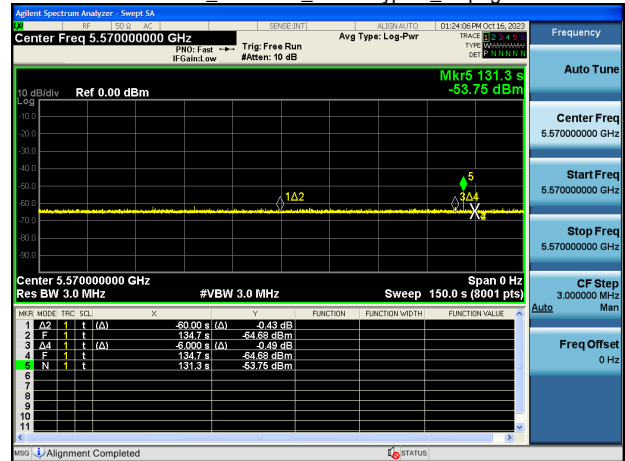 Agilent Spectrum Analyzer - Swept SA
RF 50 Ω AC SENSE:INT ALIGN AUTO 01:24:06 PM Oct 16, 2023
Center Freq 5.570000000 GHz
PNO: Fast Trig: Free Run
IFGain:Low #Atten: 10 dB
Avg Type: Log-Pwr
TRACE 1 2 3 4 5 6
TYPE
DET P N N N N N
Mkr5 131.3 s
-53.75 dBm
10 dB/div Ref 0.00 dBm
Log
-10.0
-20.0
-30.0
-40.0
-50.0
-60.0
-70.0
-80.0
-90.0
5
1Δ2
3Δ4
Center 5.570000000 GHz Span 0 Hz
Res BW 3.0 MHz #VBW 3.0 MHz Sweep 150.0 s (8001 pts)
MKR MODE TRC SCL X Y FUNCTION FUNCTION WIDTH FUNCTION VALUE
1 Δ2 1 t (Δ) -60.00 s (Δ) -0.43 dB
2 F 1 t 134.7 s -64.68 dBm
3 Δ4 1 t (Δ) -6.000 s (Δ) -0.49 dB
4 F 1 t 134.7 s -64.68 dBm
5 N 1 t 131.3 s -53.75 dBm
6
7
8
9
10
11
MSG Alignment Completed STATUS
Frequency
Auto Tune
Center Freq
5.570000000 GHz
Start Freq
5.570000000 GHz
Stop Freq
5.570000000 GHz
CF Step
3.000000 MHz
Auto Man
Freq Offset
0 Hz